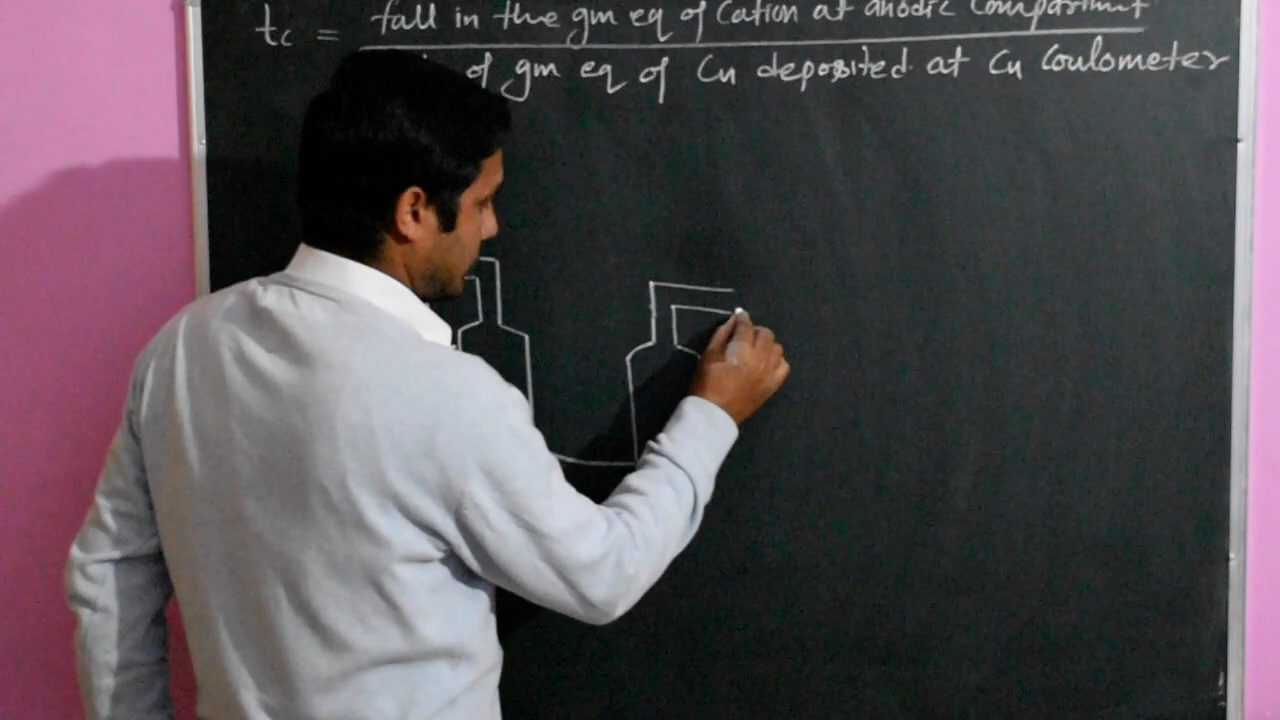 tc = fall in the gm eq of Cation at anodic Compartment
of gm eq of Cu deposited at Cu Coulometer